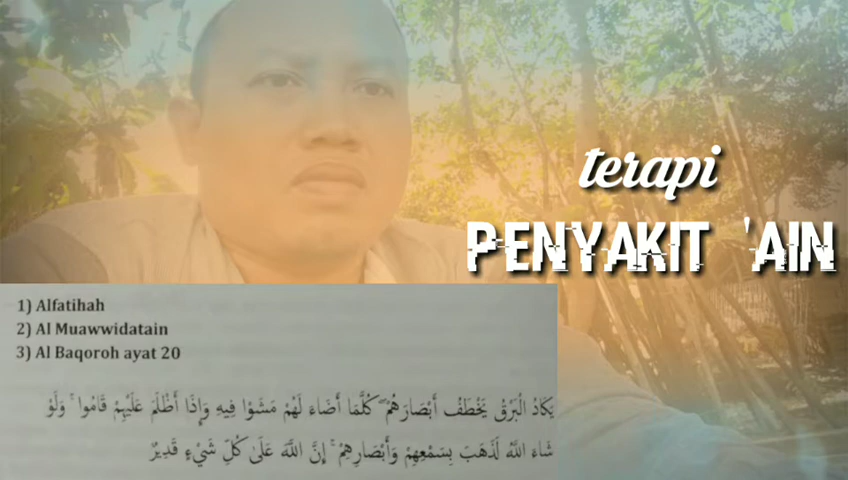 terapi
PENYAKIT 'AIN
1) Alfatihah
2) Al Muawwidatain
3) Al Baqoroh ayat 20
يَكَادُ الْبَرْقُ يَخْطَفُ أَبْصَارَهُمْ ۖ كُلَّمَا أَضَاءَ لَهُمْ مَشَوْا فِيهِ وَإِذَا أَظْلَمَ عَلَيْهِمْ قَامُوا ۚ وَلَوْ
شَاءَ اللَّهُ لَذَهَبَ بِسَمْعِهِمْ وَأَبْصَارِهِمْ ۚ إِنَّ اللَّهَ عَلَىٰ كُلِّ شَيْءٍ قَدِيرٌ